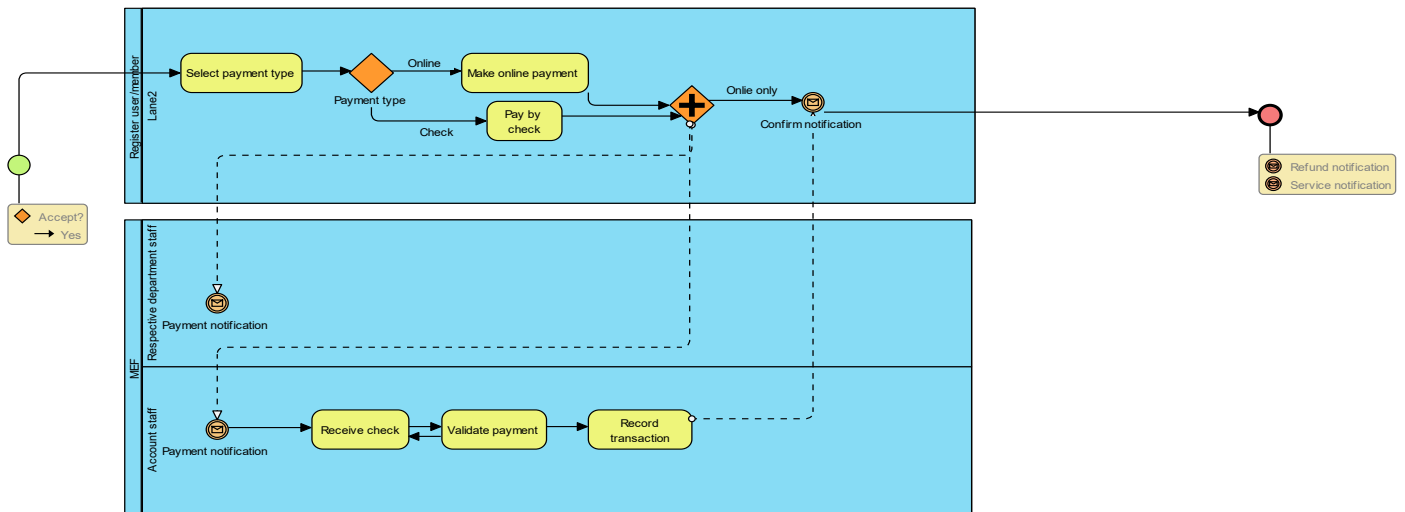 Register user/member
Lane2
Select payment type
Payment type
Online
Check
Make online payment
Pay by
check
Onlie only
Confirm notification
Accept?
Yes
Refund notification
Service notification
MEF
Respective department staff
Payment notification
Account staff
Payment notification
Receive check
Validate payment
Record
transaction